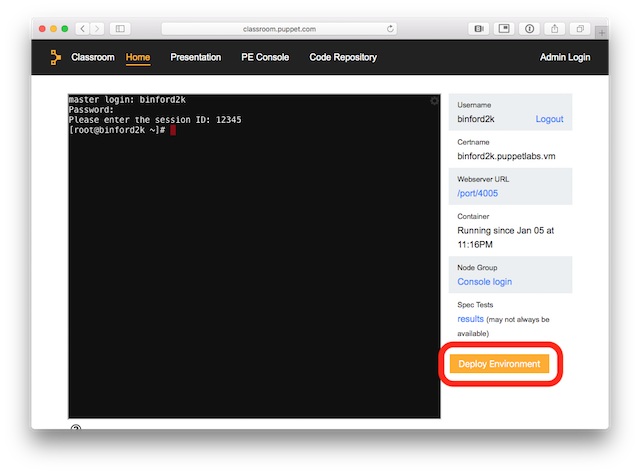 classroom.puppet.com
Classroom Home Presentation PE Console Code Repository Admin Login
master login: binford2k
Password:
Please enter the session ID: 12345
[root@binford2k ~]#
Username
binford2k Logout
Certname
binford2k.puppetlabs.vm
Webserver URL
/port/4005
Container
Running since Jan 05 at
11:16PM
Node Group
Console login
Spec Tests
results (may not always be
available)
Deploy Environment